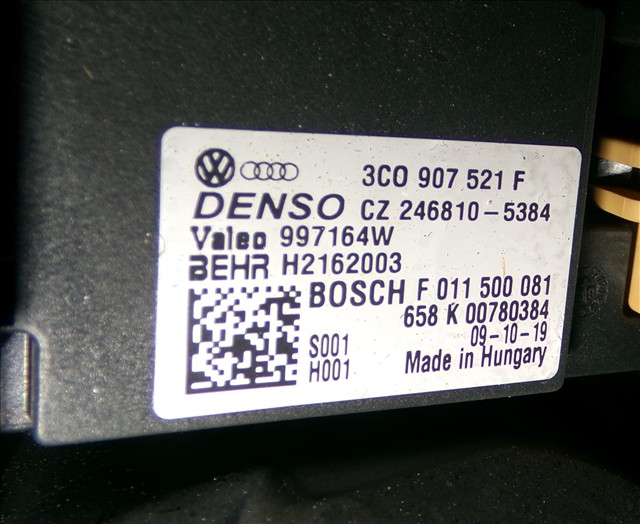 3C0 907 521 F
DENSO CZ 246810-5384
Valeo 997164W
BEHR H2162003
BOSCH F 011 500 081
658 K 00780384
09-10-19
S001
H001
Made in Hungary